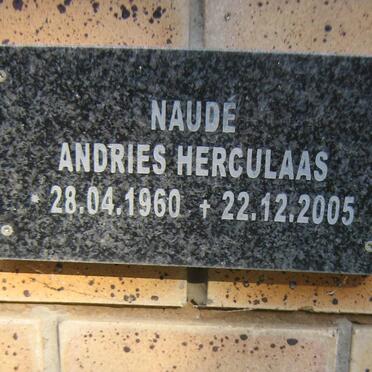 NAUDÉ
ANDRIES HERCULAAS
* 28.04.1960 † 22.12.2005